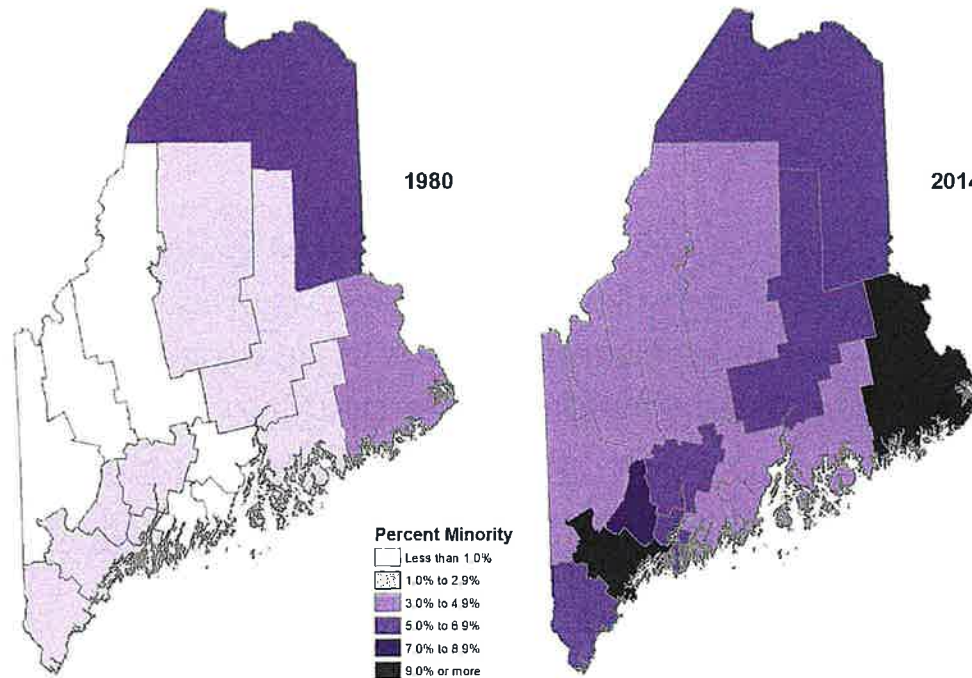 1980
2014
Percent Minority
Less than 1.0%
1.0% to 2.9%
3.0% to 4.9%
5.0% to 6.9%
7.0% to 8.9%
9.0% or more